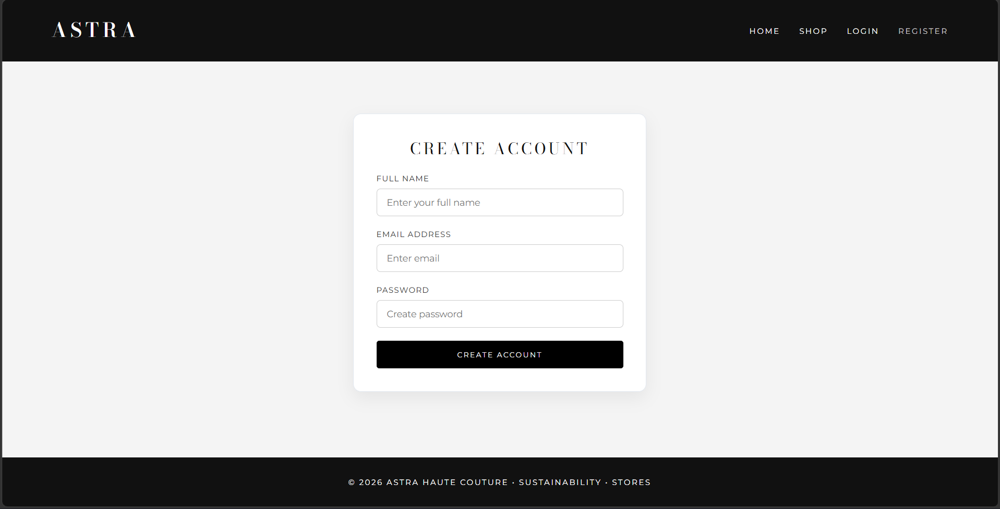 ASTRA
HOME SHOP LOGIN REGISTER
CREATE ACCOUNT
FULL NAME
Enter your full name
EMAIL ADDRESS
Enter email
PASSWORD
Create password
CREATE ACCOUNT
© 2026 ASTRA HAUTE COUTURE • SUSTAINABILITY • STORES